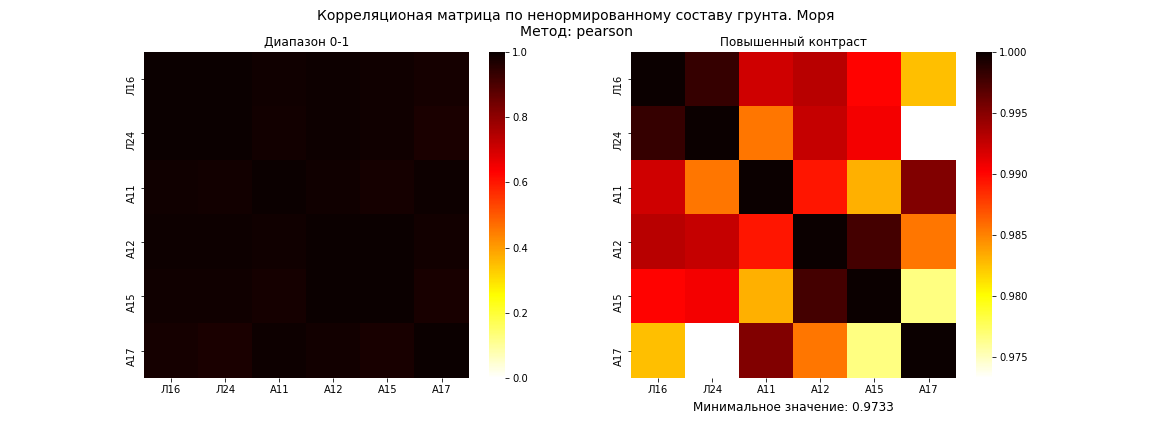 Корреляционая матрица по ненормированному составу грунта. Моря
Метод: pearson
Диапазон 0-1
Л16
Л24
А11
А12
А15
А17
Л16 Л24 А11 А12 А15 А17
1.0
0.8
0.6
0.4
0.2
0.0
Повышенный контраст
Л16
Л24
А11
А12
А15
А17
Л16 Л24 А11 А12 А15 А17
1.000
0.995
0.990
0.985
0.980
0.975
Минимальное значение: 0.9733